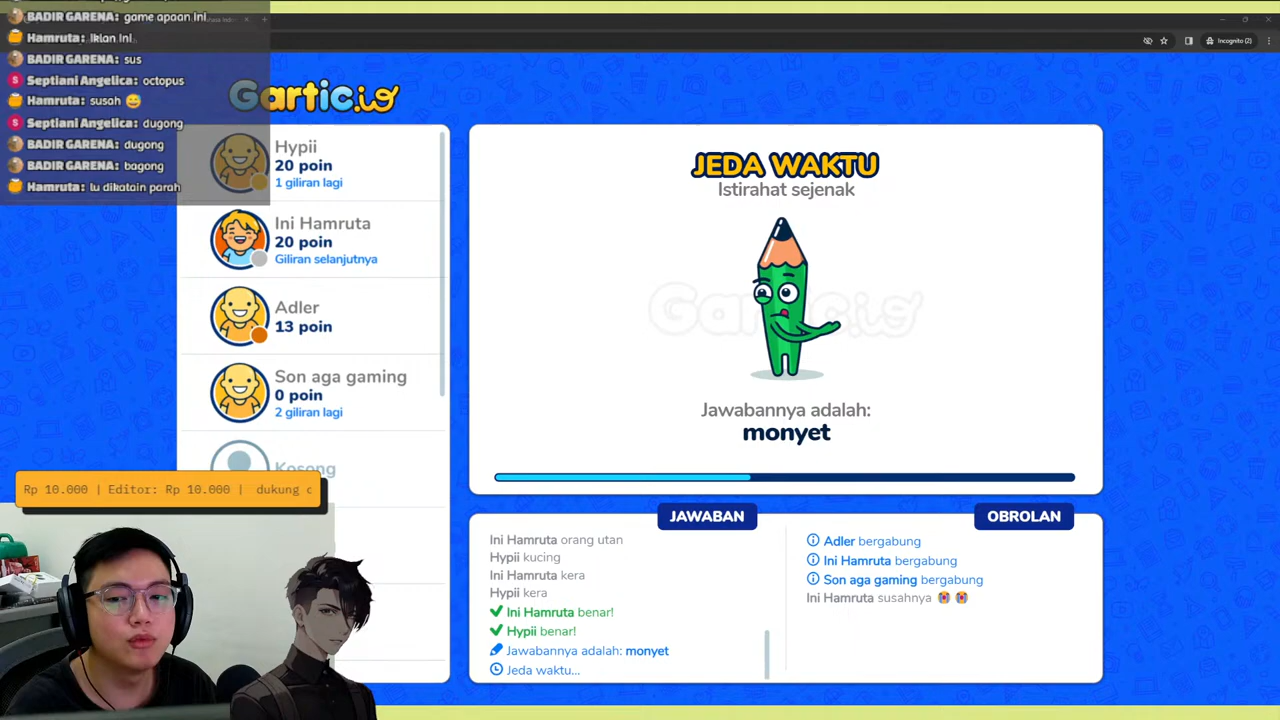 BADIR GARENA: game apaan Ini
Hamruta: Iklan Ini
BADIR GARENA: sus
Septiani Angelica: octopus
Hamruta: susah 😅
Septiani Angelica: dugong
BADIR GARENA: dugong
BADIR GARENA: bagong
Hamruta: lu dikatain parah
Incognito (2)
Gartic.io
Hypii
20 poin
1 giliran lagi
Ini Hamruta
20 poin
Giliran selanjutnya
Adler
13 poin
Son aga gaming
0 poin
2 giliran lagi
Kosong
JEDA WAKTU
Istirahat sejenak
Gartic.io
Jawabannya adalah:
monyet
Rp 10.000 | Editor: Rp 10.000 | dukung
JAWABAN
Ini Hamruta orang utan
Hypii kucing
Ini Hamruta kera
Hypii kera
Ini Hamruta benar!
Hypii benar!
Jawabannya adalah: monyet
Jeda waktu...
OBROLAN
Adler bergabung
Ini Hamruta bergabung
Son aga gaming bergabung
Ini Hamruta susahnya